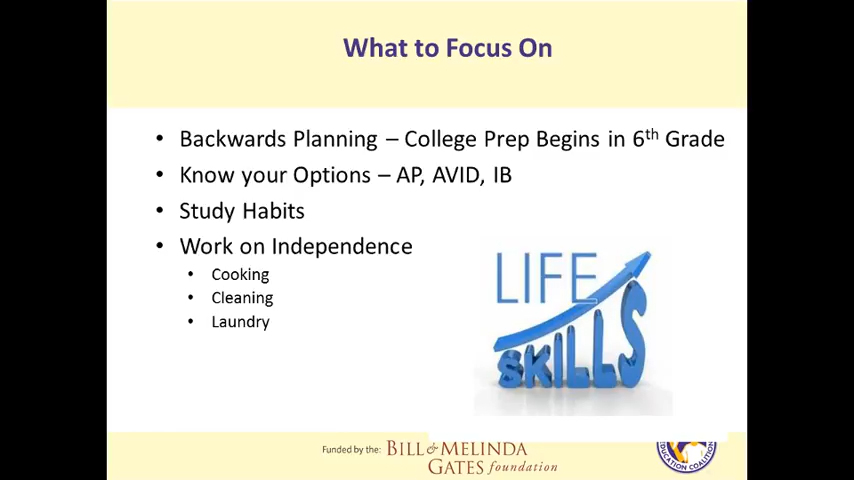 What to Focus On
• Backwards Planning – College Prep Begins in 6th Grade
• Know your Options – AP, AVID, IB
• Study Habits
• Work on Independence
• Cooking
• Cleaning
• Laundry
LIFE
SKILLS
Funded by the: BILL & MELINDA
GATES foundation
EDUCATION COALITION